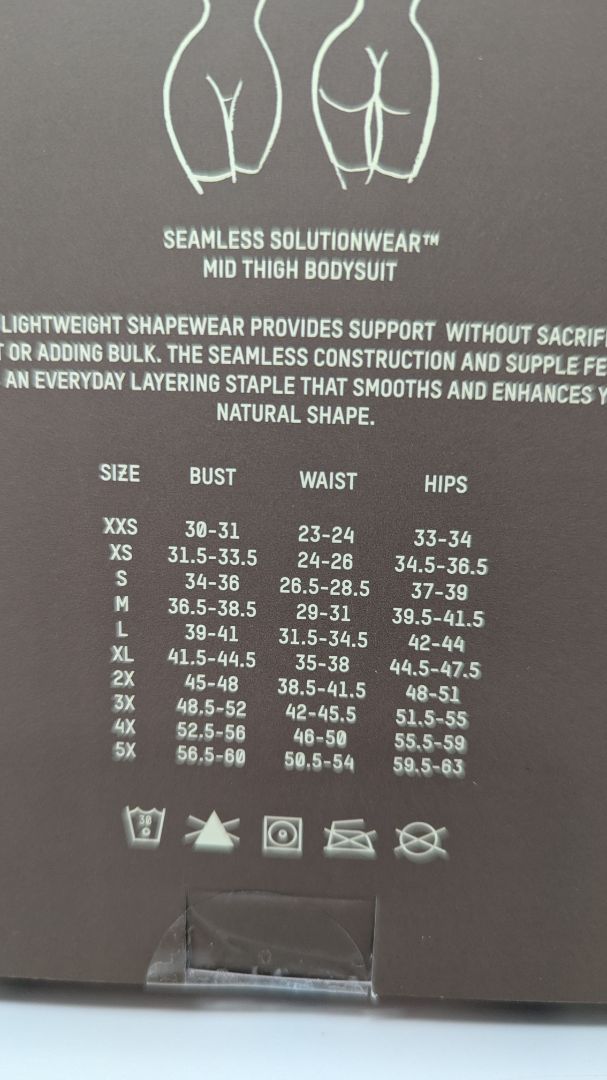 SEAMLESS SOLUTIONWEAR™
MID THIGH BODYSUIT
LIGHTWEIGHT SHAPEWEAR PROVIDES SUPPORT WITHOUT SACRIF
T OR ADDING BULK. THE SEAMLESS CONSTRUCTION AND SUPPLE FE
AN EVERYDAY LAYERING STAPLE THAT SMOOTHS AND ENHANCES Y
NATURAL SHAPE.
SIZE BUST WAIST HIPS
XXS 30-31 23-24 33-34
XS 31.5-33.5 24-26 34.5-36.5
S 34-36 26.5-28.5 37-39
M 36.5-38.5 29-31 39.5-41.5
L 39-41 31.5-34.5 42-44
XL 41.5-44.5 35-38 44.5-47.5
2X 45-48 38.5-41.5 48-51
3X 48.5-52 42-45.5 51.5-55
4X 52.5-56 46-50 55.5-59
5X 56.5-60 50.5-54 59.5-63
30